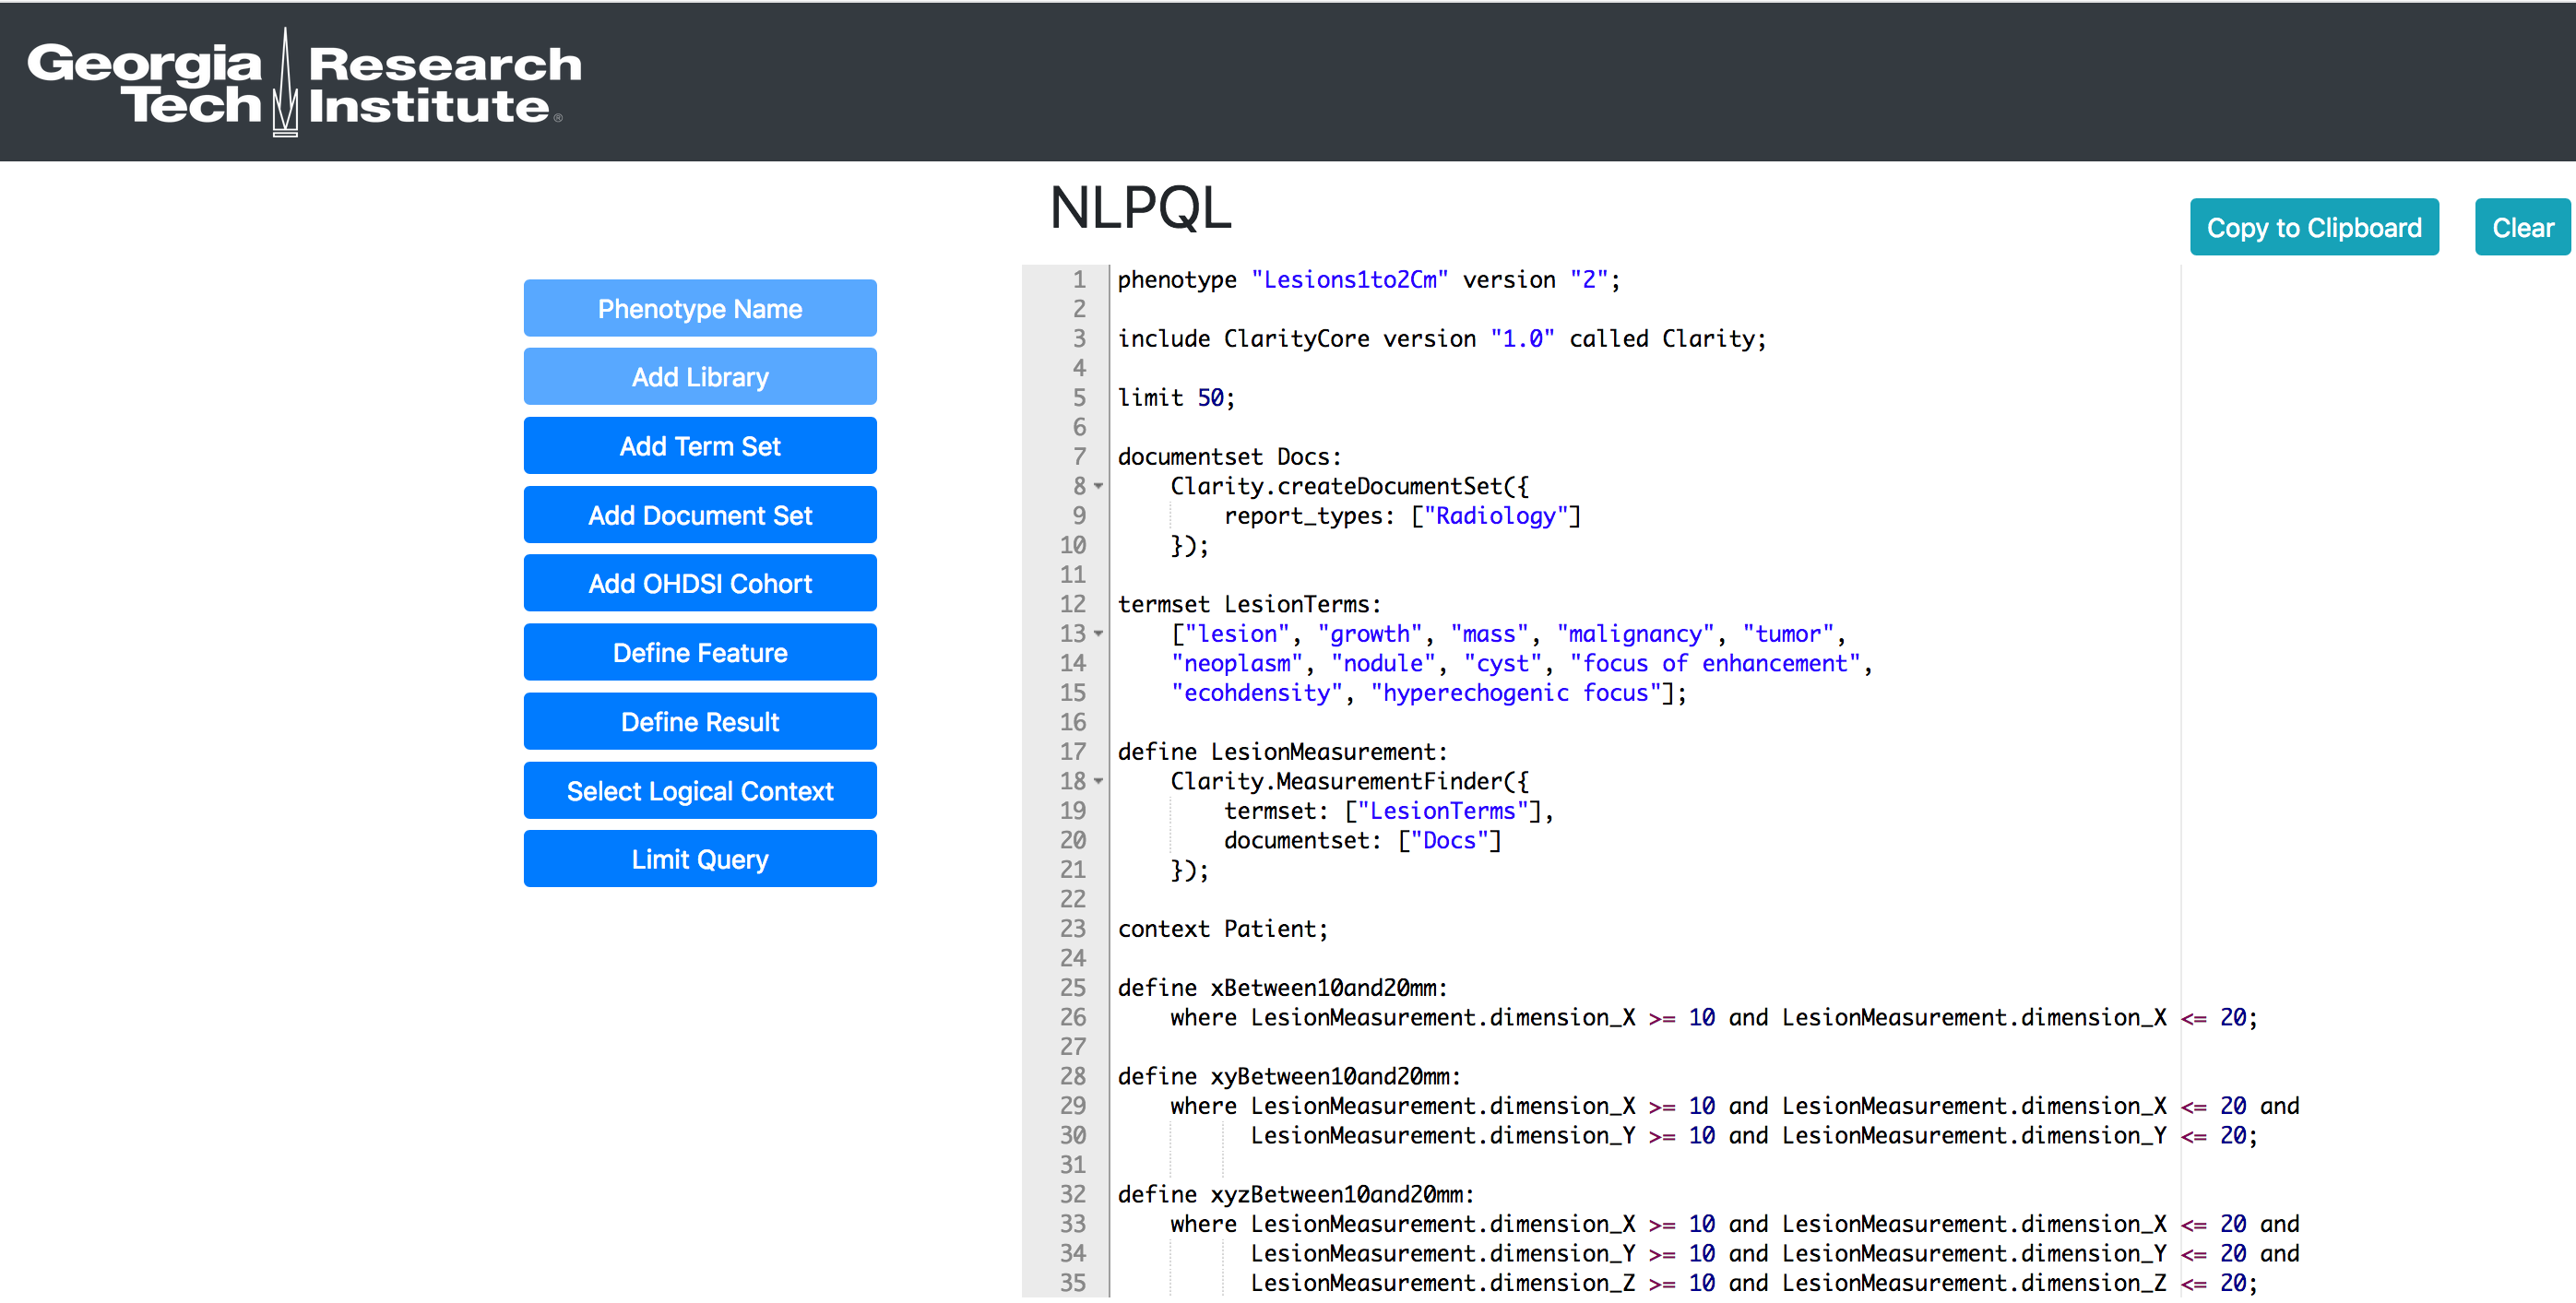 Georgia Tech Research Institute®
NLPQL
Copy to Clipboard
Clear
Phenotype Name
Add Library
Add Term Set
Add Document Set
Add OHDSI Cohort
Define Feature
Define Result
Select Logical Context
Limit Query
1 phenotype "Lesions1to2Cm" version "2";
2
3 include ClarityCore version "1.0" called Clarity;
4
5 limit 50;
6
7 documentset Docs:
8     Clarity.createDocumentSet({
9         report_types: ["Radiology"]
10     });
11
12 termset LesionTerms:
13     ["lesion", "growth", "mass", "malignancy", "tumor",
14     "neoplasm", "nodule", "cyst", "focus of enhancement",
15     "ecohdensity", "hyperechogenic focus"];
16
17 define LesionMeasurement:
18     Clarity.MeasurementFinder({
19         termset: ["LesionTerms"],
20         documentset: ["Docs"]
21     });
22
23 context Patient;
24
25 define xBetween10and20mm:
26     where LesionMeasurement.dimension_X >= 10 and LesionMeasurement.dimension_X <= 20;
27
28 define xyBetween10and20mm:
29     where LesionMeasurement.dimension_X >= 10 and LesionMeasurement.dimension_X <= 20 and
30           LesionMeasurement.dimension_Y >= 10 and LesionMeasurement.dimension_Y <= 20;
31
32 define xyzBetween10and20mm:
33     where LesionMeasurement.dimension_X >= 10 and LesionMeasurement.dimension_X <= 20 and
34           LesionMeasurement.dimension_Y >= 10 and LesionMeasurement.dimension_Y <= 20 and
35           LesionMeasurement.dimension_Z >= 10 and LesionMeasurement.dimension_Z <= 20;